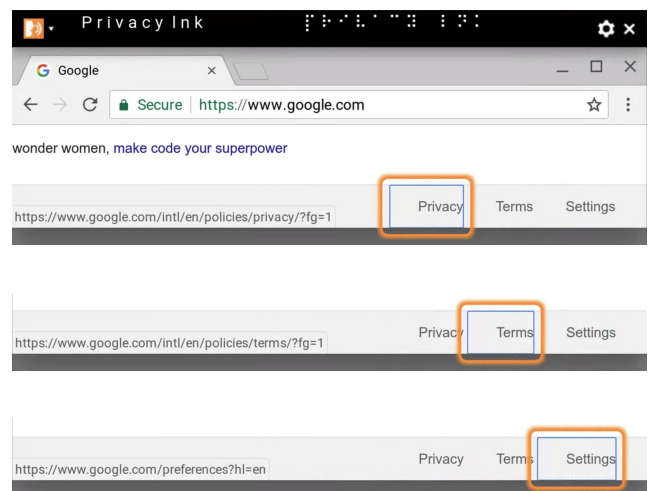 Privacy lnk ⠏⠗⠊⠧⠁⠉⠽ ⠇⠝⠅
Google
Secure https://www.google.com
wonder women, make code your superpower
https://www.google.com/intl/en/policies/privacy/?fg=1 Privacy Terms Settings
https://www.google.com/intl/en/policies/terms/?fg=1 Privacy Terms Settings
https://www.google.com/preferences?hl=en Privacy Terms Settings